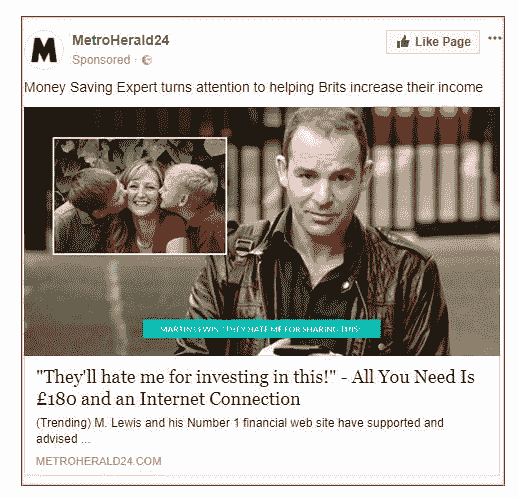 M
MetroHerald24
Sponsored ·
Like Page
Money Saving Expert turns attention to helping Brits increase their income
MARTIN LEWIS: "THEY HATE ME FOR SHARING THIS"
"They'll hate me for investing in this!" - All You Need Is
£180 and an Internet Connection
(Trending) M. Lewis and his Number 1 financial web site have supported and
advised ...
METROHERALD24.COM